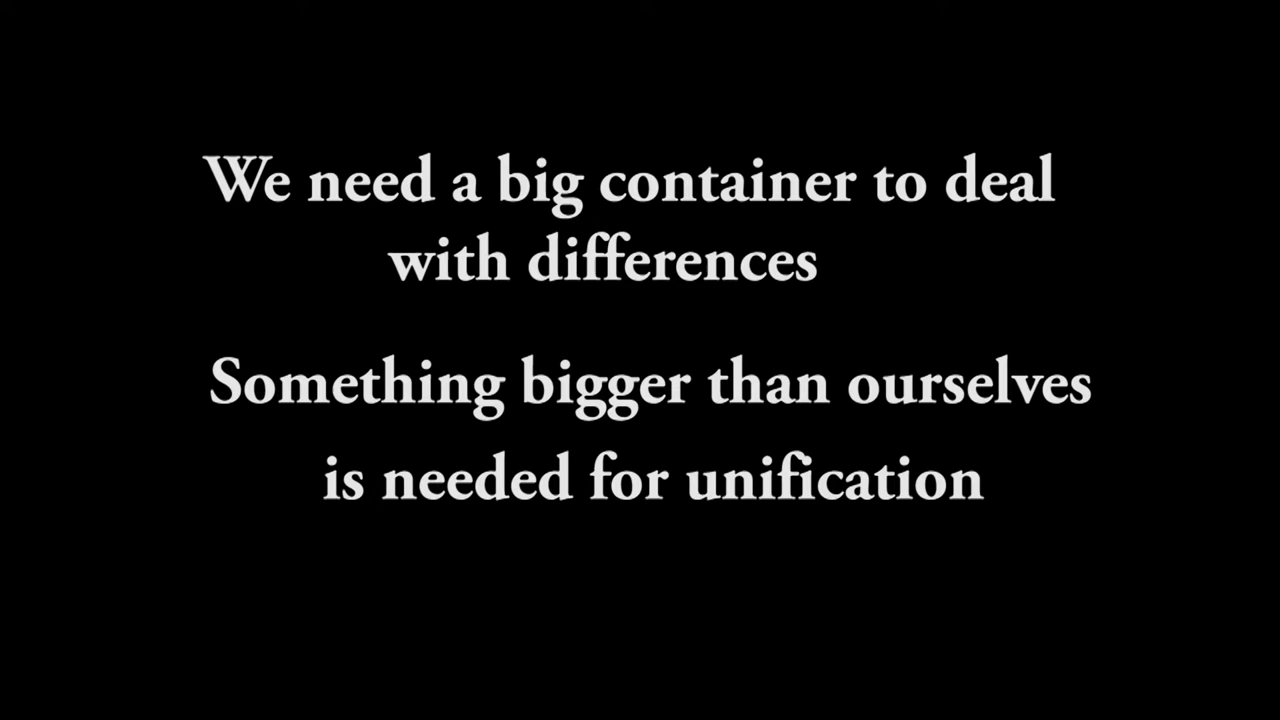 We need a big container to deal
with differences
Something bigger than ourselves
is needed for unification